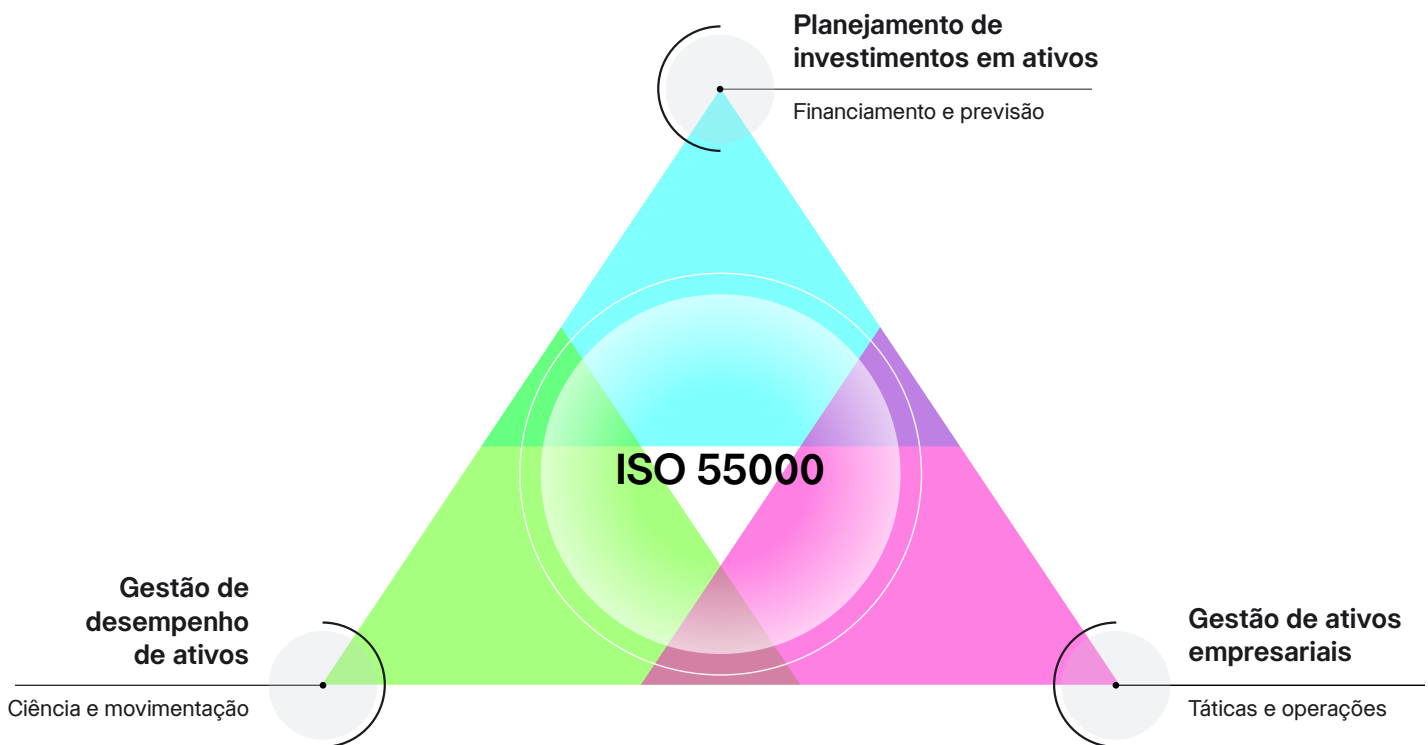 Planejamento de
investimentos em ativos
Financiamento e previsão
ISO 55000
Gestão de
desempenho
de ativos
Ciência e movimentação
Gestão de ativos
empresariais
Táticas e operações